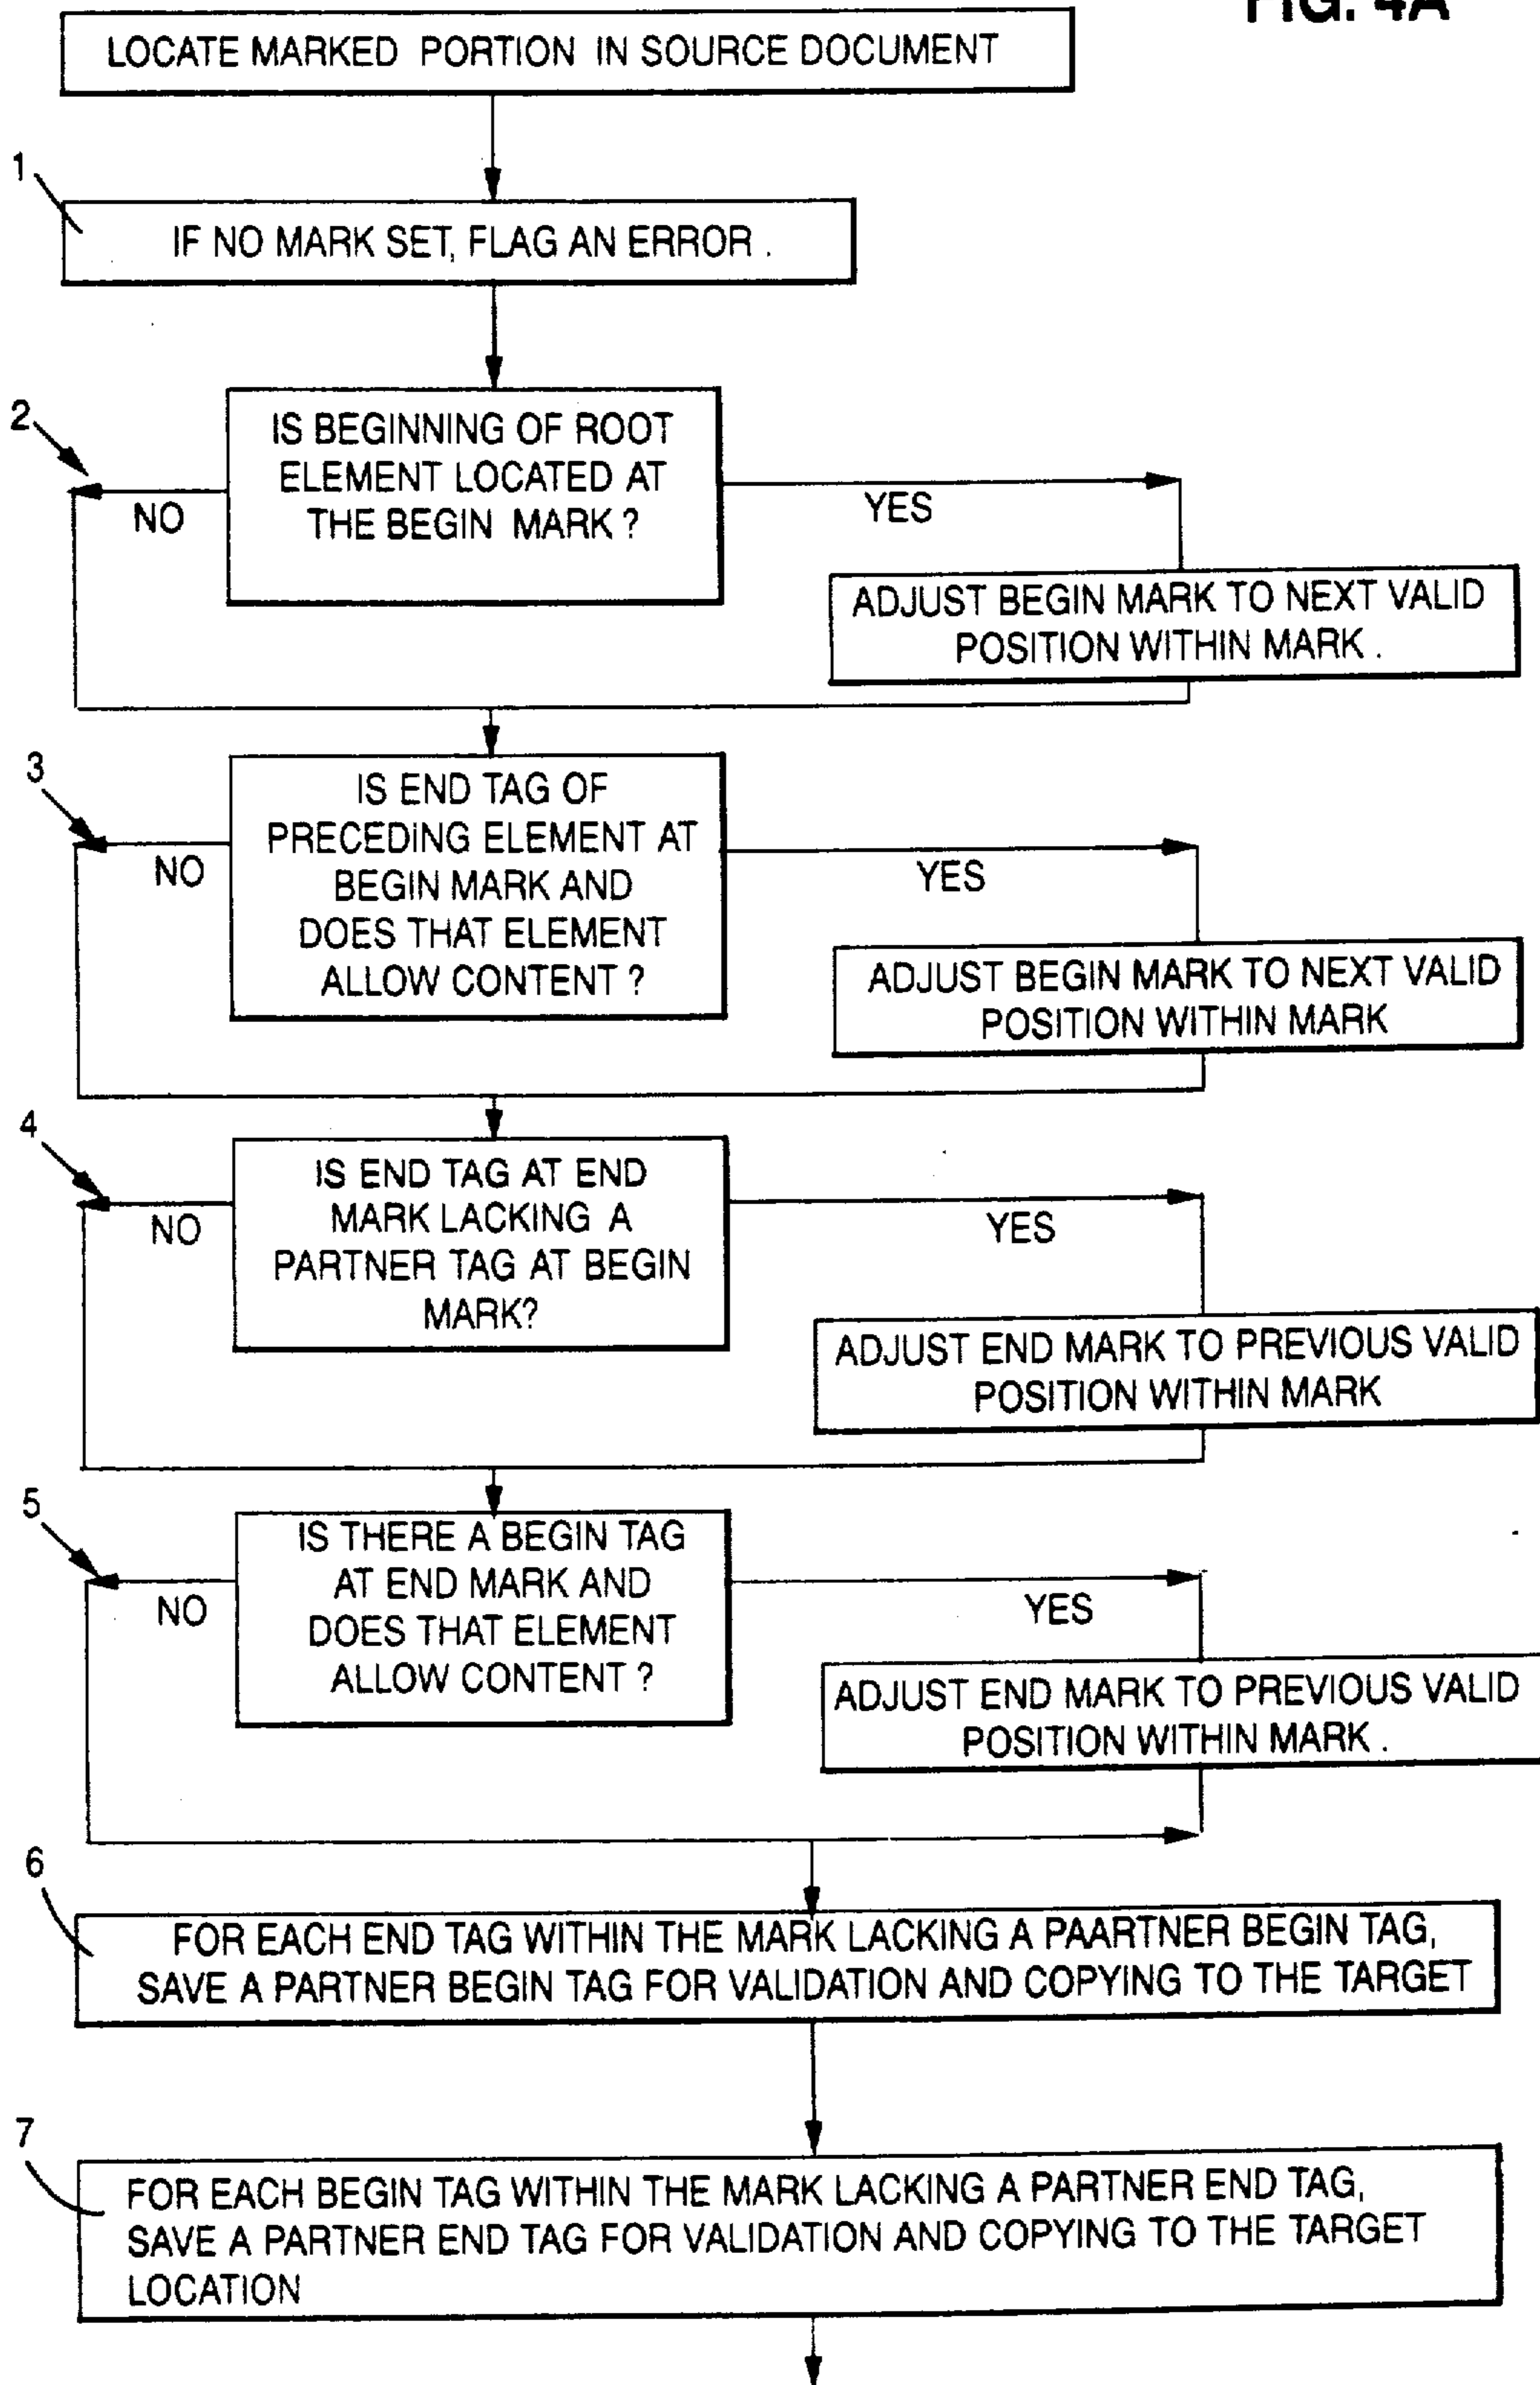 FIG. 4A
LOCATE MARKED PORTION IN SOURCE DOCUMENT
1
IF NO MARK SET, FLAG AN ERROR .
2
IS BEGINNING OF ROOT
ELEMENT LOCATED AT
THE BEGIN MARK ?
NO
YES
ADJUST BEGIN MARK TO NEXT VALID
POSITION WITHIN MARK .
3
IS END TAG OF
PRECEDING ELEMENT AT
BEGIN MARK AND
DOES THAT ELEMENT
ALLOW CONTENT ?
NO
YES
ADJUST BEGIN MARK TO NEXT VALID
POSITION WITHIN MARK
4
IS END TAG AT END
MARK LACKING A
PARTNER TAG AT BEGIN
MARK?
NO
YES
ADJUST END MARK TO PREVIOUS VALID
POSITION WITHIN MARK
5
IS THERE A BEGIN TAG
AT END MARK AND
DOES THAT ELEMENT
ALLOW CONTENT ?
NO
YES
ADJUST END MARK TO PREVIOUS VALID
POSITION WITHIN MARK .
6
FOR EACH END TAG WITHIN THE MARK LACKING A PAARTNER BEGIN TAG,
SAVE A PARTNER BEGIN TAG FOR VALIDATION AND COPYING TO THE TARGET
7
FOR EACH BEGIN TAG WITHIN THE MARK LACKING A PARTNER END TAG,
SAVE A PARTNER END TAG FOR VALIDATION AND COPYING TO THE TARGET
LOCATION